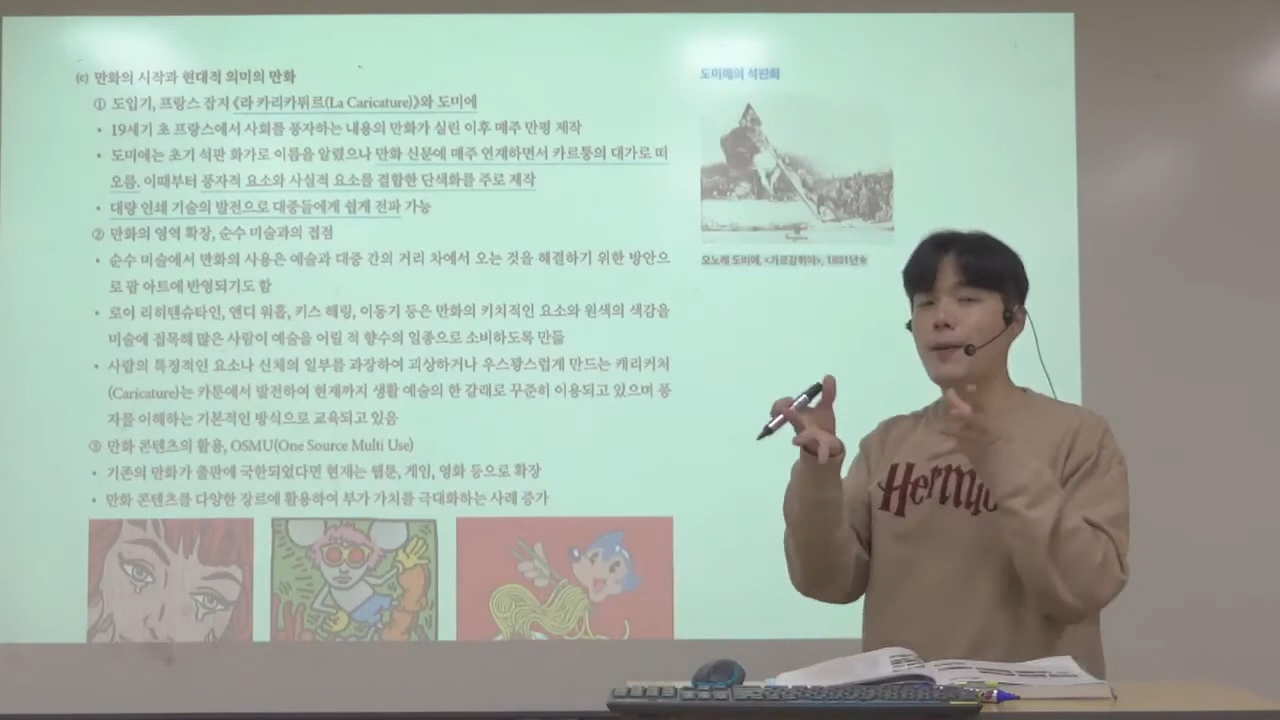 (c) 만화의 시작과 현대적 의미의 만화
① 도입기, 프랑스 잡지 《라 카리카튀르(La Caricature)》와 도미에
• 19세기 초 프랑스에서 사회를 풍자하는 내용의 만화가 실린 이후 매주 만평 제작
• 도미에는 초기 석판 화가로 이름을 알렸으나 만화 신문에 매주 연재하면서 카르툥의 대가로 떠
오름. 이때부터 풍자적 요소와 사실적 요소를 결합한 단색화를 주로 제작
• 대량 인쇄 기술의 발전으로 대중들에게 쉽게 전파 가능
② 만화의 영역 확장, 순수 미술과의 접점
• 순수 미술에서 만화의 사용은 예술과 대중 간의 거리 차에서 오는 것을 해결하기 위한 방안으
로 팝 아트에 반영되기도 함
• 로이 리히텐슈타인, 앤디 워홀, 키스 해링, 이동기 등은 만화의 키치적인 요소와 원색의 색감을
미술에 접목해 많은 사람이 예술을 어릴 적 향수의 일종으로 소비하도록 만듦
• 사람의 특징적인 요소나 신체의 일부를 과장하여 괴상하거나 우스꽝스럽게 만드는 캐리커처
(Caricature)는 카툰에서 발전하여 현재까지 생활 예술의 한 갈래로 꾸준히 이용되고 있으며 풍
자를 이해하는 기본적인 방식으로 교육되고 있음
③ 만화 콘텐츠의 활용, OSMU(One Source Multi Use)
• 기존의 만화가 출판에 국한되었다면 현재는 웹툰, 게임, 영화 등으로 확장
• 만화 콘텐츠를 다양한 장르에 활용하여 부가 가치를 극대화하는 사례 증가
도미에의 석판화
오노레 도미에, <가르강튀아>, 1831년